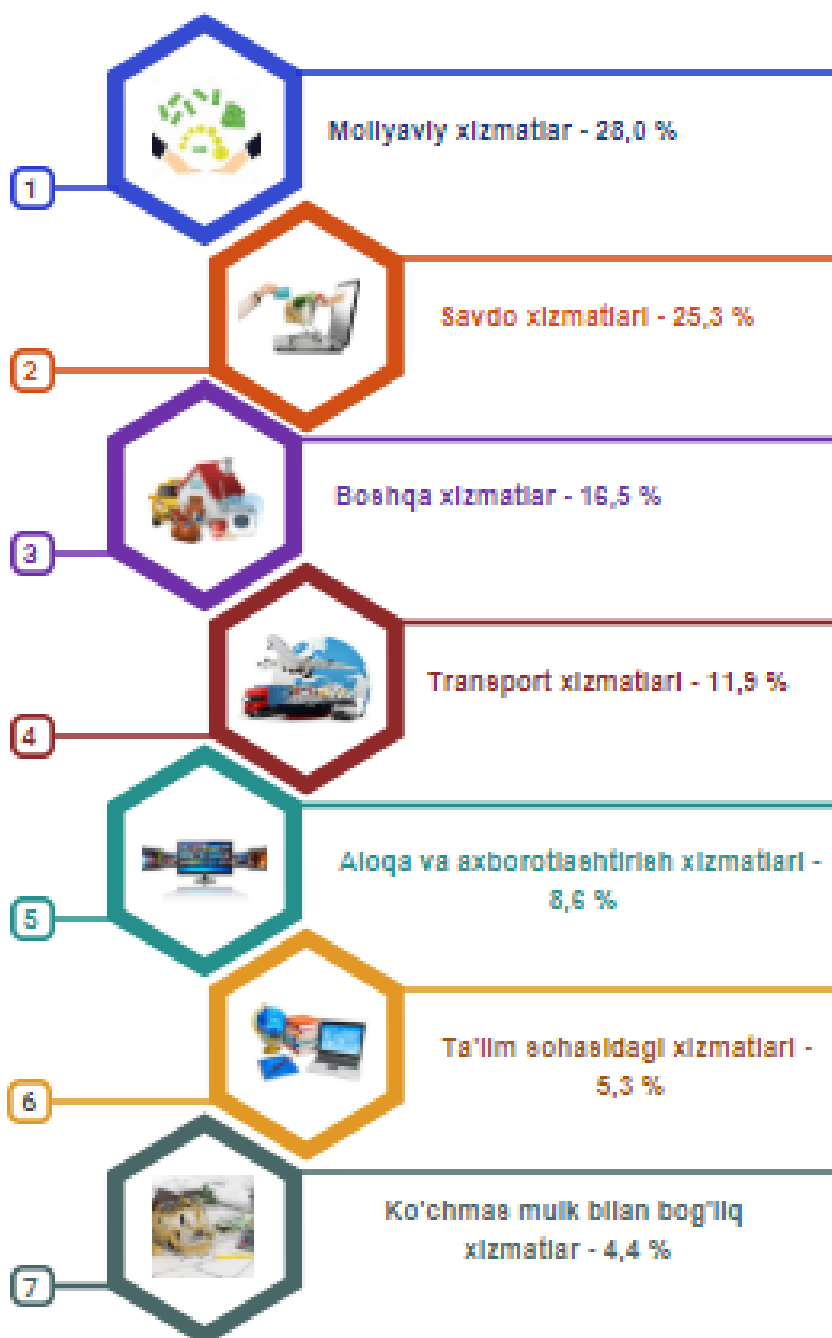 1
Moliyaviy xizmatlar - 28,0 %
2
Savdo xizmatlari - 25,3 %
3
Boshqa xizmatlar - 16,5 %
4
Transport xizmatlari - 11,9 %
5
Aloqa va axborotlashtirish xizmatlari -
8,6 %
6
Ta'lim sohasidagi xizmatlari -
5,3 %
7
Ko'chmas mulk bilan bog'liq
xizmatlar - 4,4 %